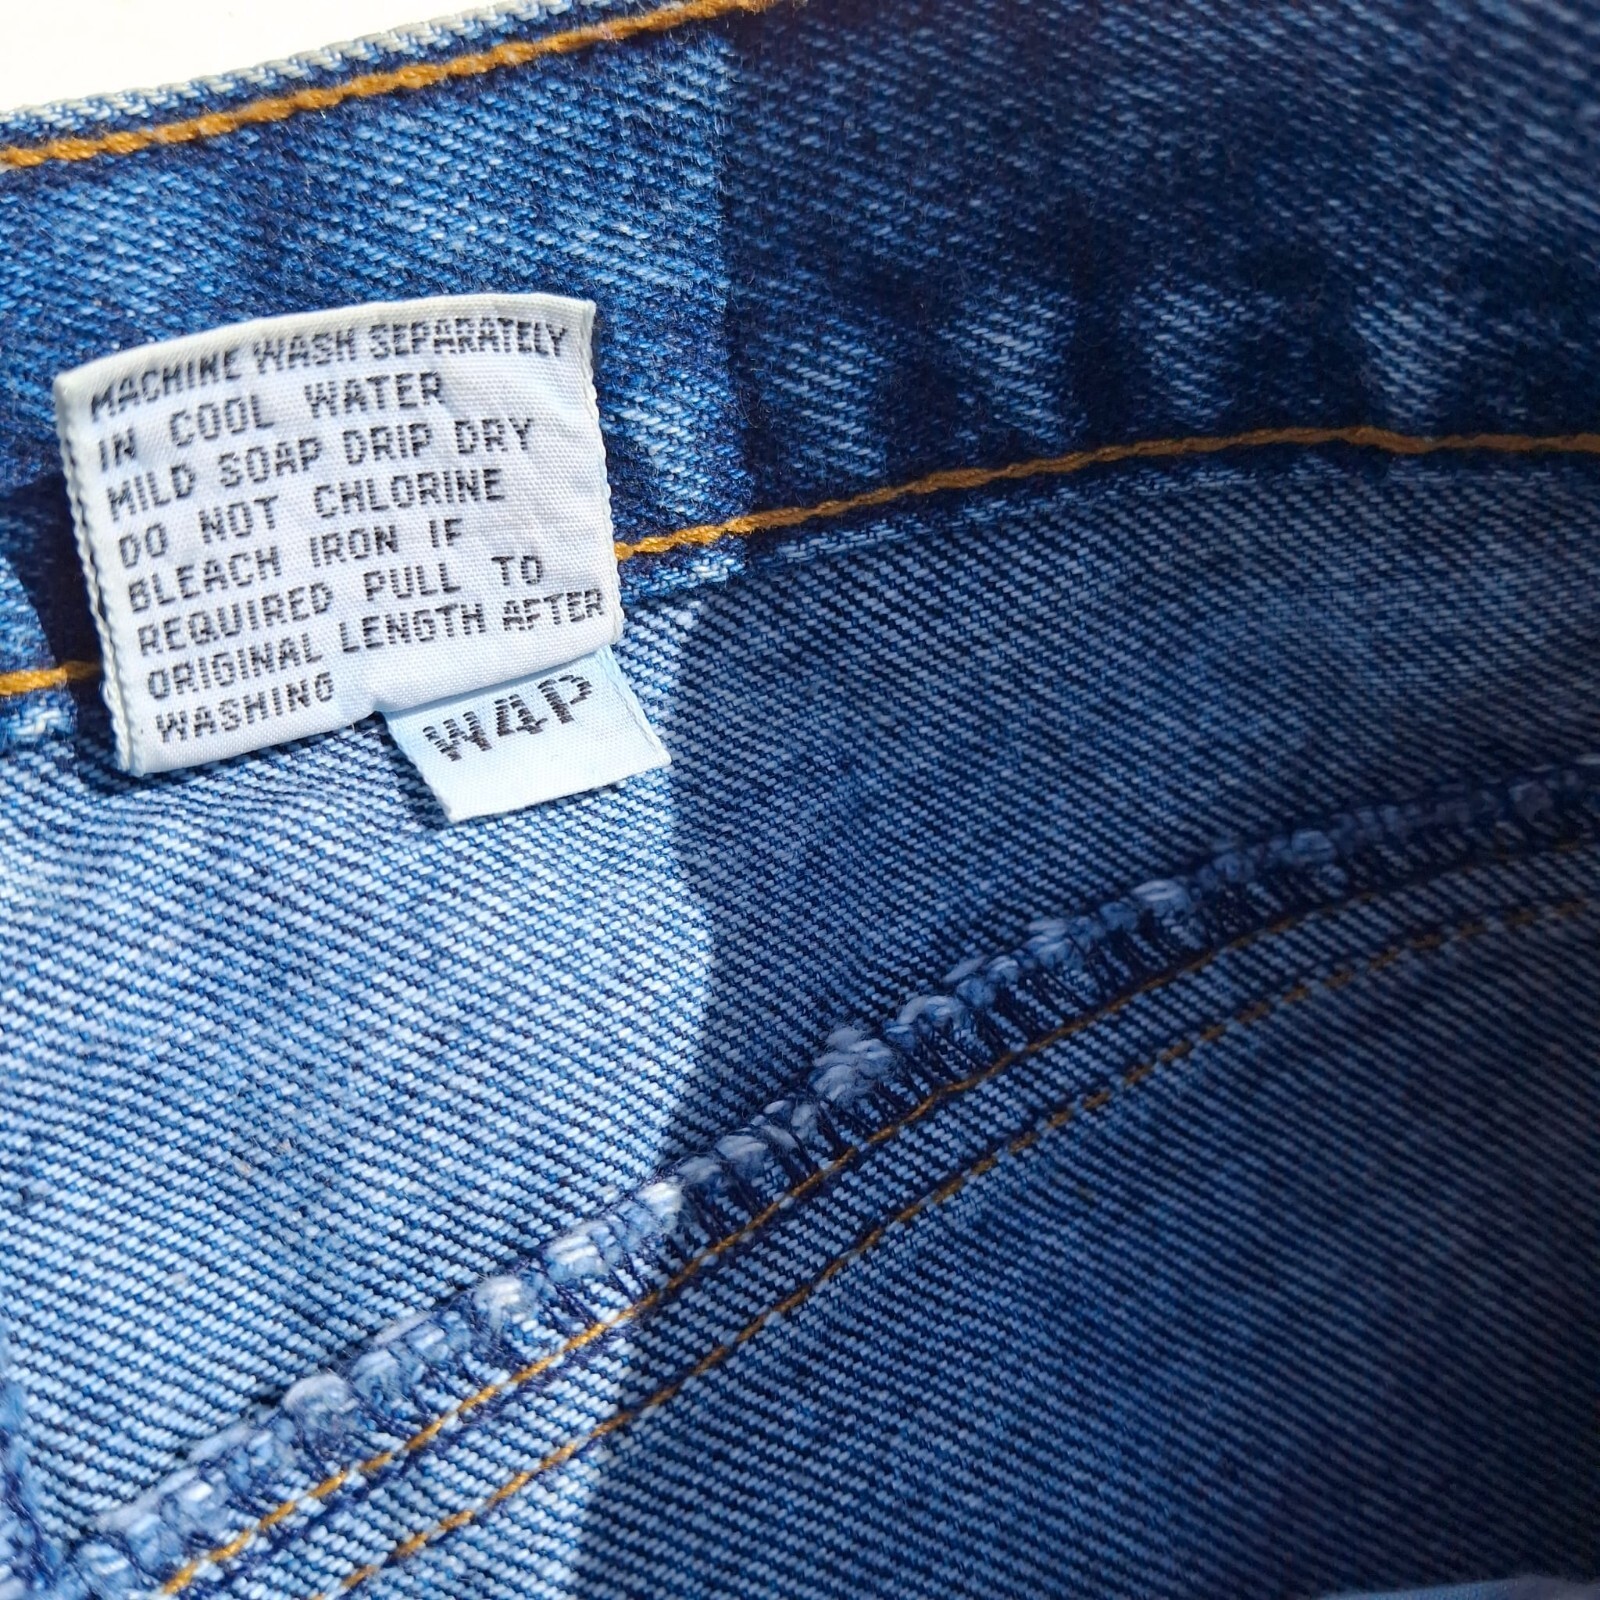 MACHINE WASH SEPARATELY
IN COOL WATER
MILD SOAP DRIP DRY
DO NOT CHLORINE
BLEACH IRON IF
REQUIRED PULL TO
ORIGINAL LENGTH AFTER
WASHING
W4P